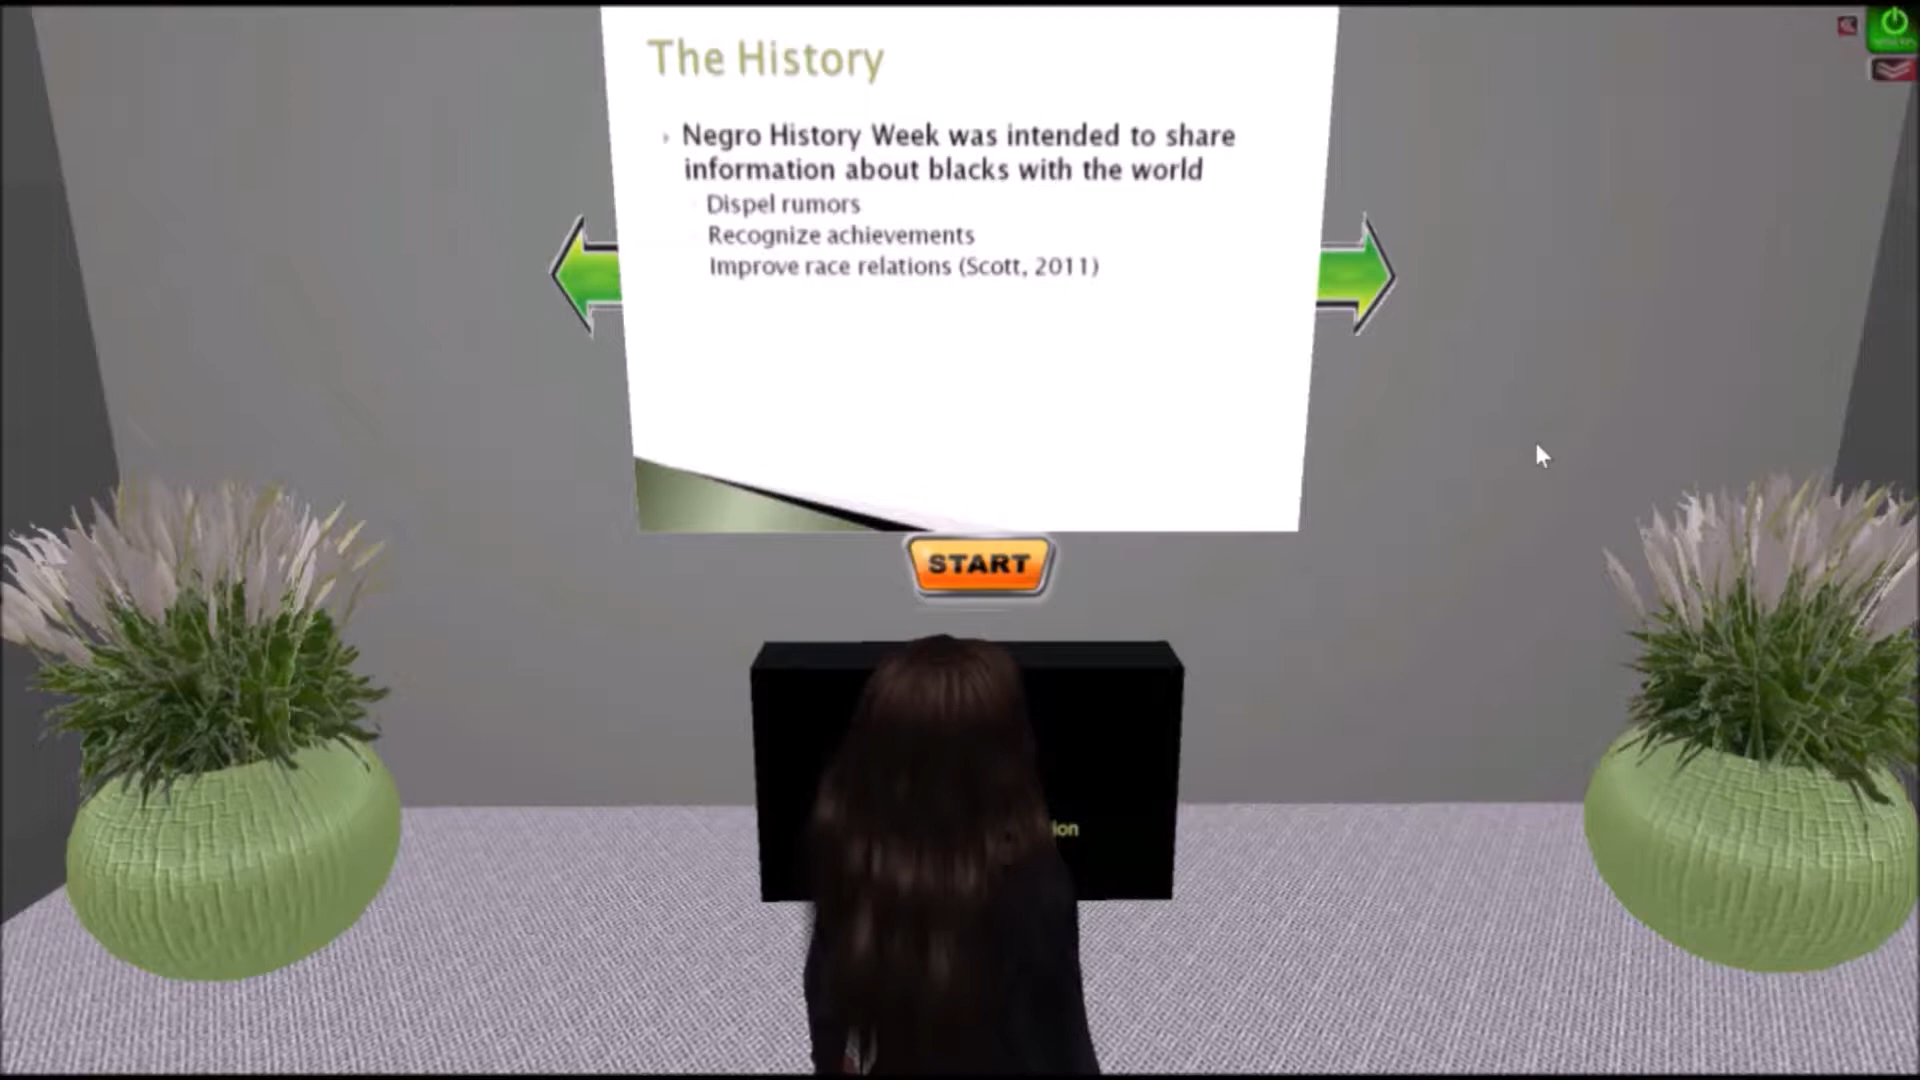 The History
Negro History Week was intended to share
information about blacks with the world
Dispel rumors
Recognize achievements
Improve race relations (Scott, 2011)
START
ion